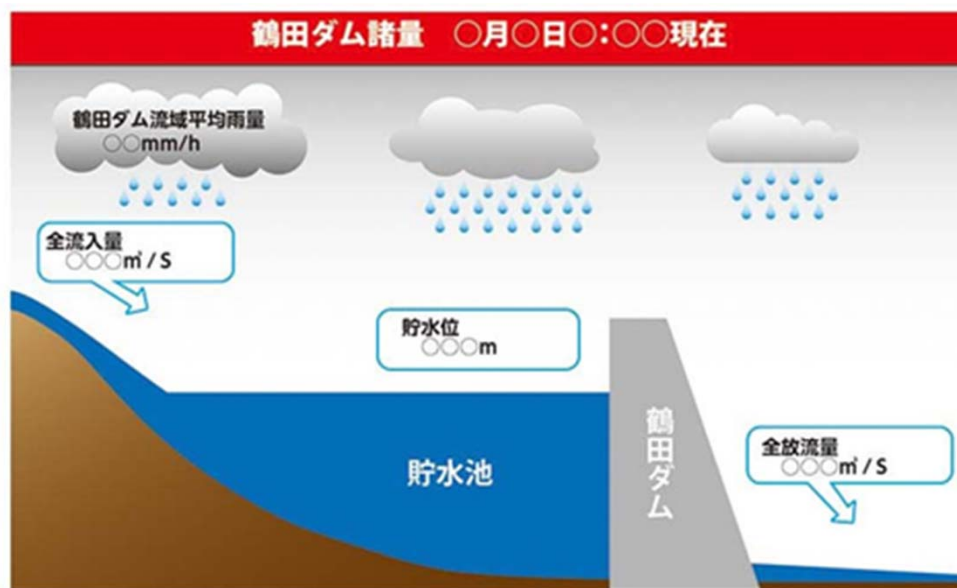 鶴田ダム諸量　○月○日○:○○現在
鶴田ダム流域平均雨量
○○mm/h
全流入量
○○○㎥/S
貯水位
○○○m
貯水池
鶴田ダム
全放流量
○○○㎥/S